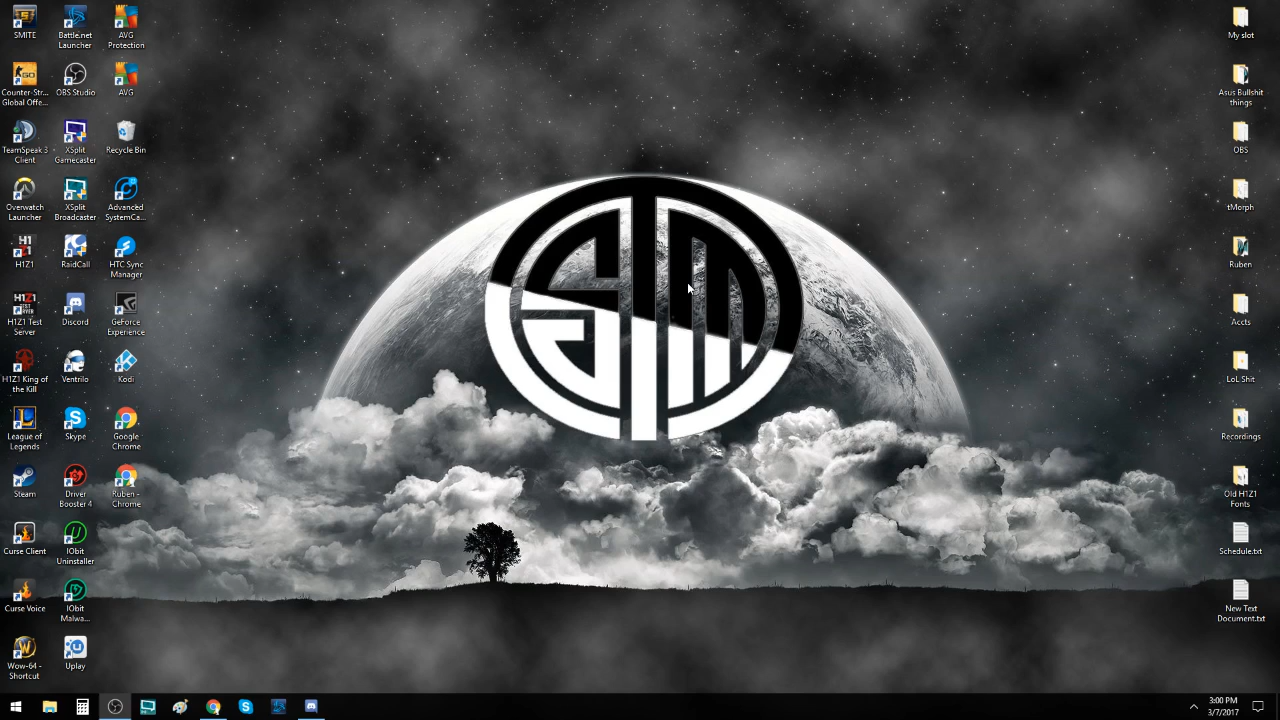 SMITE
Battle.net
Launcher
AVG
Protection
Counter-Str...
Global Offe...
OBS Studio
AVG
TeamSpeak 3
Client
XSplit
Gamecaster
Recycle Bin
Overwatch
Launcher
XSplit
Broadcaster
Advanced
SystemCa...
H1Z1
RaidCall
HTC Sync
Manager
H1Z1 Test
Server
Discord
GeForce
Experience
H1Z1 King of
the Kill
Ventrilo
Kodi
League of
Legends
Skype
Google
Chrome
Steam
Driver
Booster 4
Ruben -
Chrome
Curse Client
IObit
Uninstaller
Curse Voice
IObit
Malwa...
Wow-64 -
Shortcut
Uplay
TSM
My slot
Asus Bullshit
things
OBS
tMorph
Ruben
Accts
LoL Shit
Recordings
Old H1Z1
Fonts
Schedule.txt
New Text
Document.txt
3:00 PM
3/7/2017